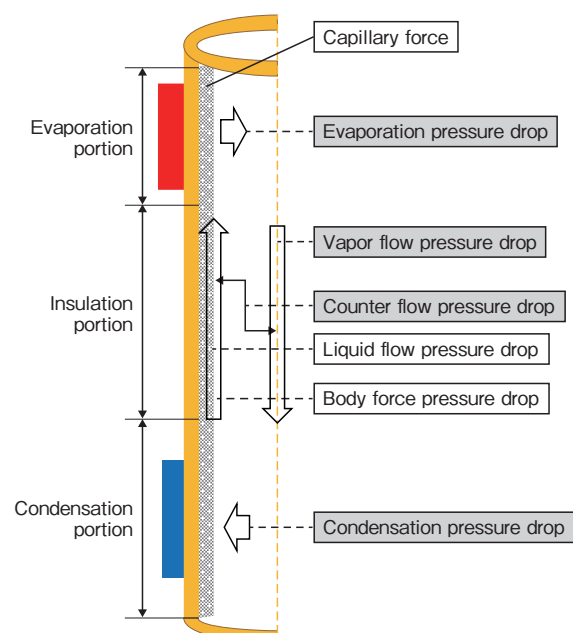 Capillary force
Evaporation
portion
Evaporation pressure drop
Vapor flow pressure drop
Insulation
portion
Counter flow pressure drop
Liquid flow pressure drop
Body force pressure drop
Condensation
portion
Condensation pressure drop